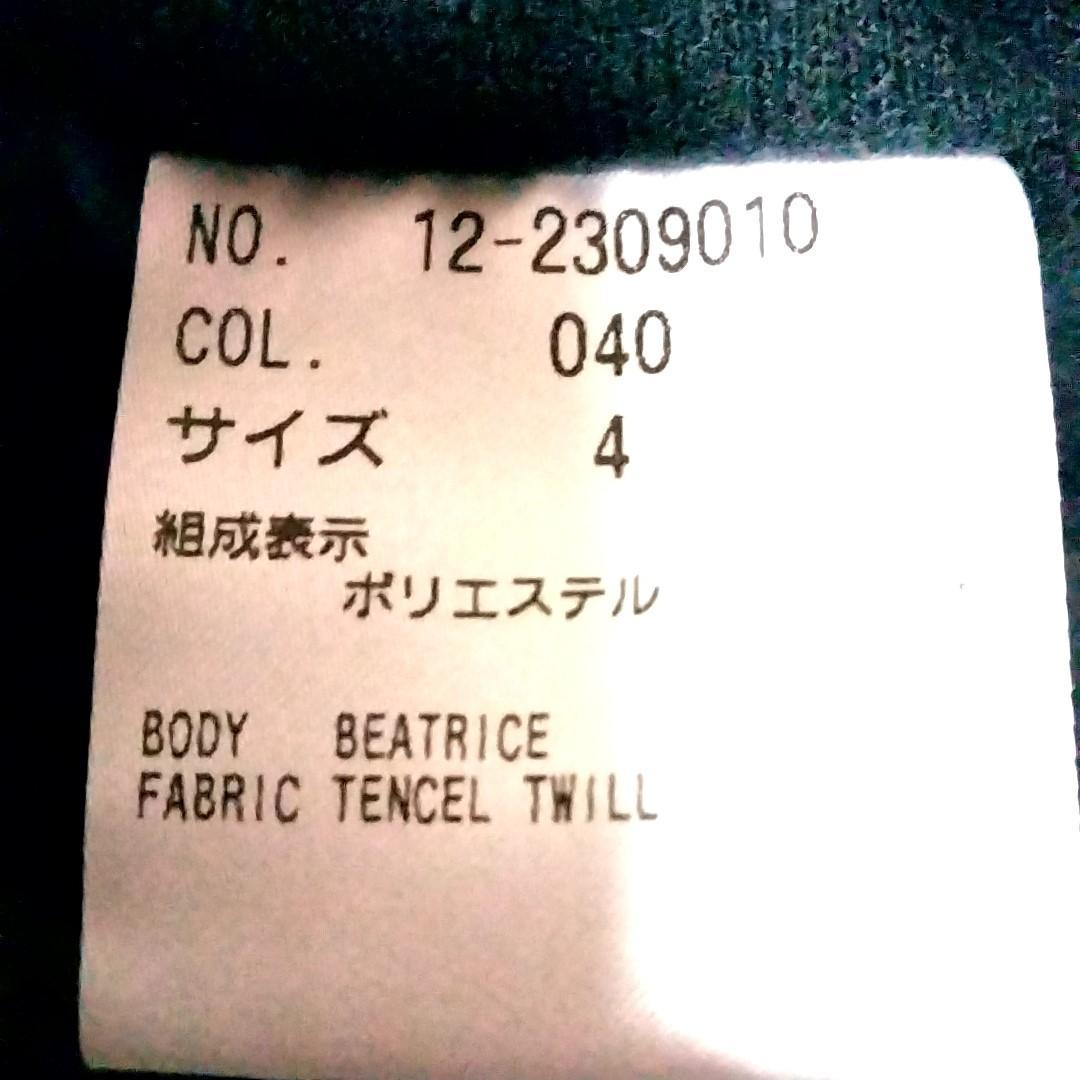 NO. 12-2309010
COL. 040
サイズ 4
組成表示
ポリエステル
BODY BEATRICE
FABRIC TENCEL TWILL